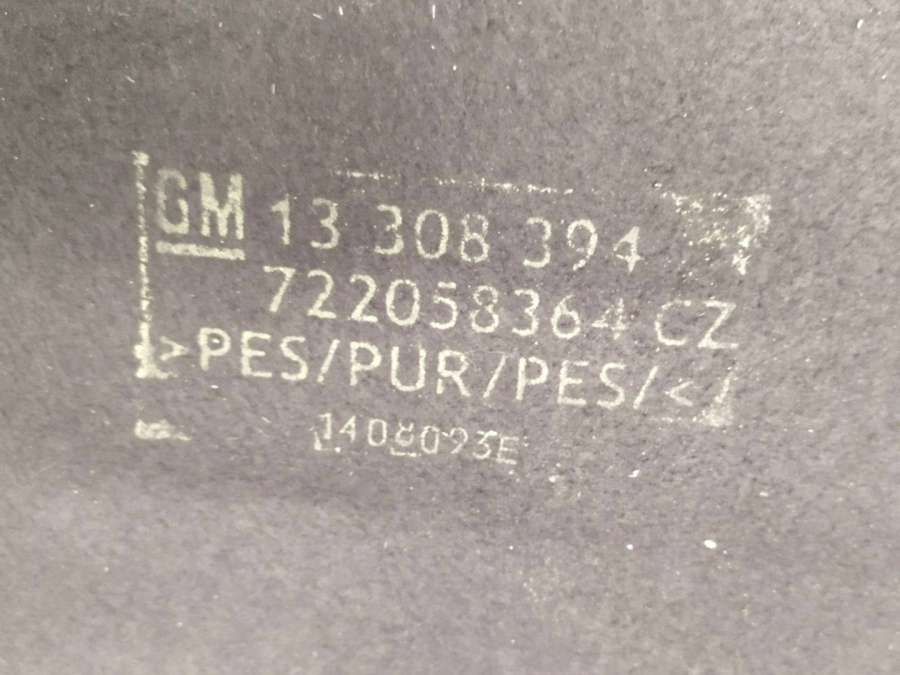 GM 13 308 394
722058364 CZ
>PES/PUR/PES/<
1408093E